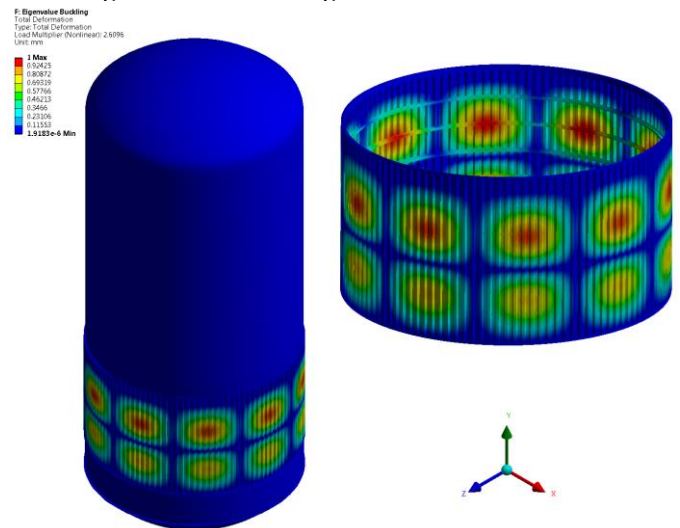 F: Eigenvalue Buckling
Total Deformation
Type: Total Deformation
Load Multiplier (Nonlinear): 2.6096
Unit: mm
1 Max
0.92425
0.80872
0.69319
0.57766
0.46213
0.3466
0.23106
0.11553
1.9183e-6 Min
Y
Z
X